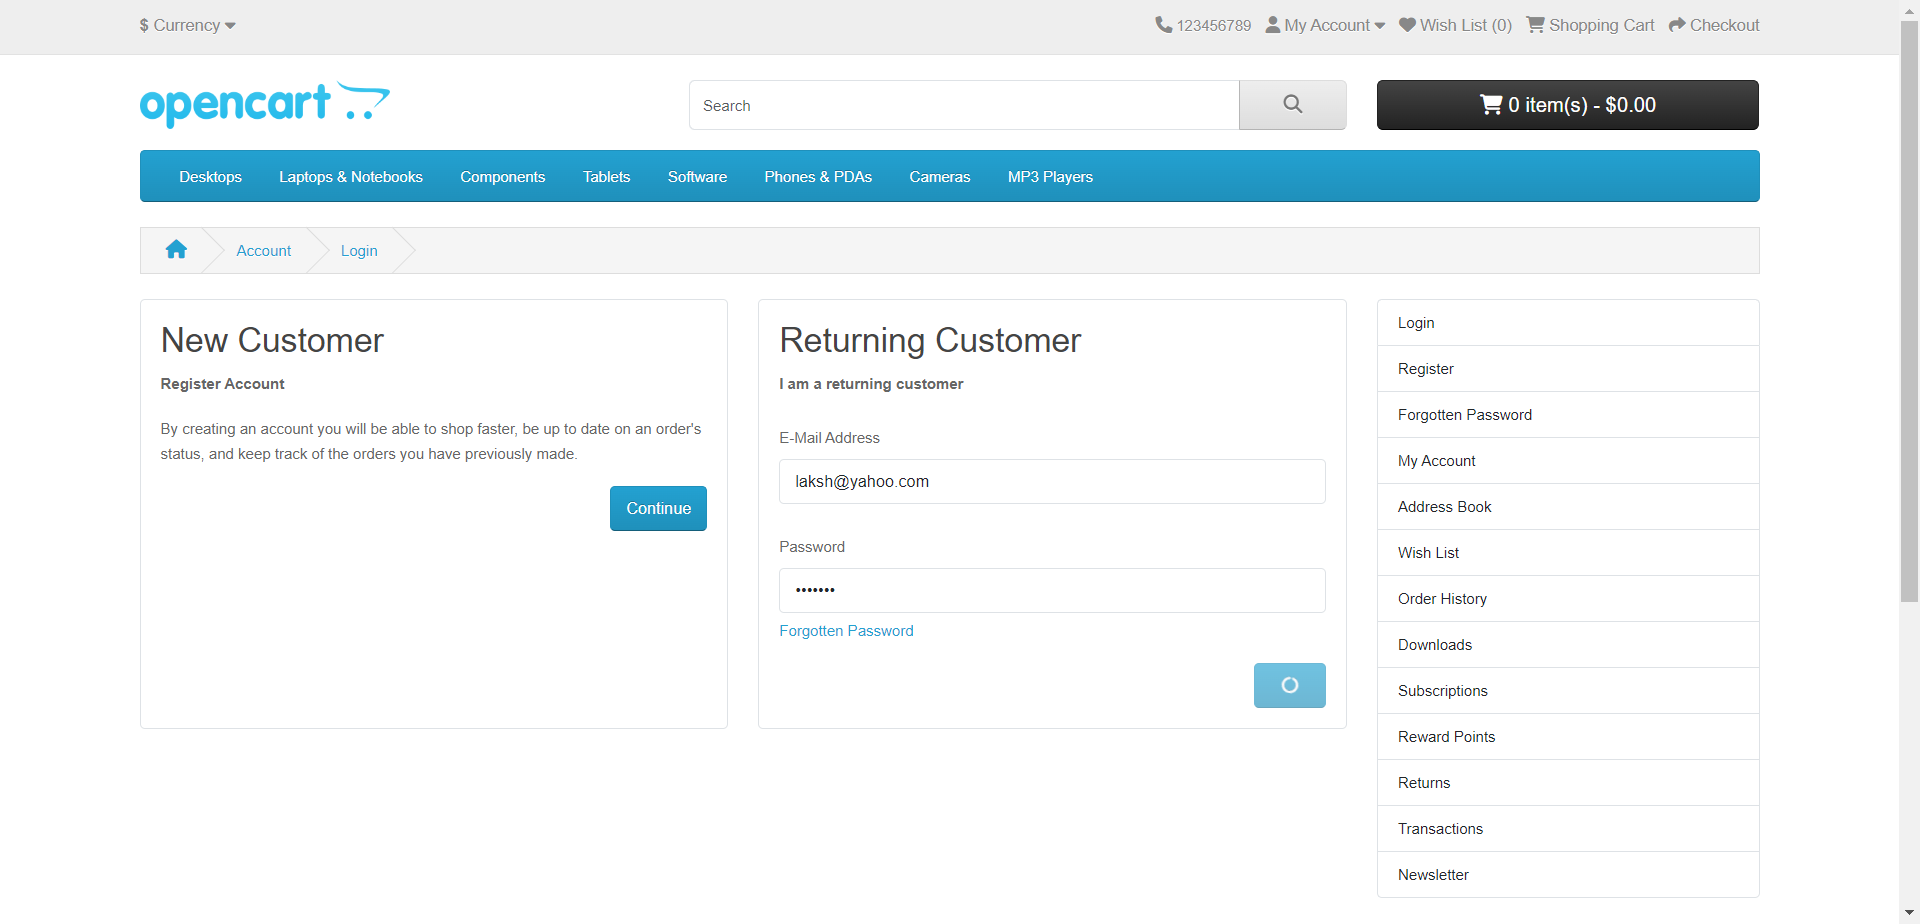 $ Currency
123456789 My Account Wish List (0) Shopping Cart Checkout
opencart
Search
0 item(s) - $0.00
Desktops Laptops & Notebooks Components Tablets Software Phones & PDAs Cameras MP3 Players
Account Login
New Customer
Register Account
By creating an account you will be able to shop faster, be up to date on an order's
status, and keep track of the orders you have previously made.
Continue
Returning Customer
I am a returning customer
E-Mail Address
laksh@yahoo.com
Password
•••••••
Forgotten Password
Login
Register
Forgotten Password
My Account
Address Book
Wish List
Order History
Downloads
Subscriptions
Reward Points
Returns
Transactions
Newsletter